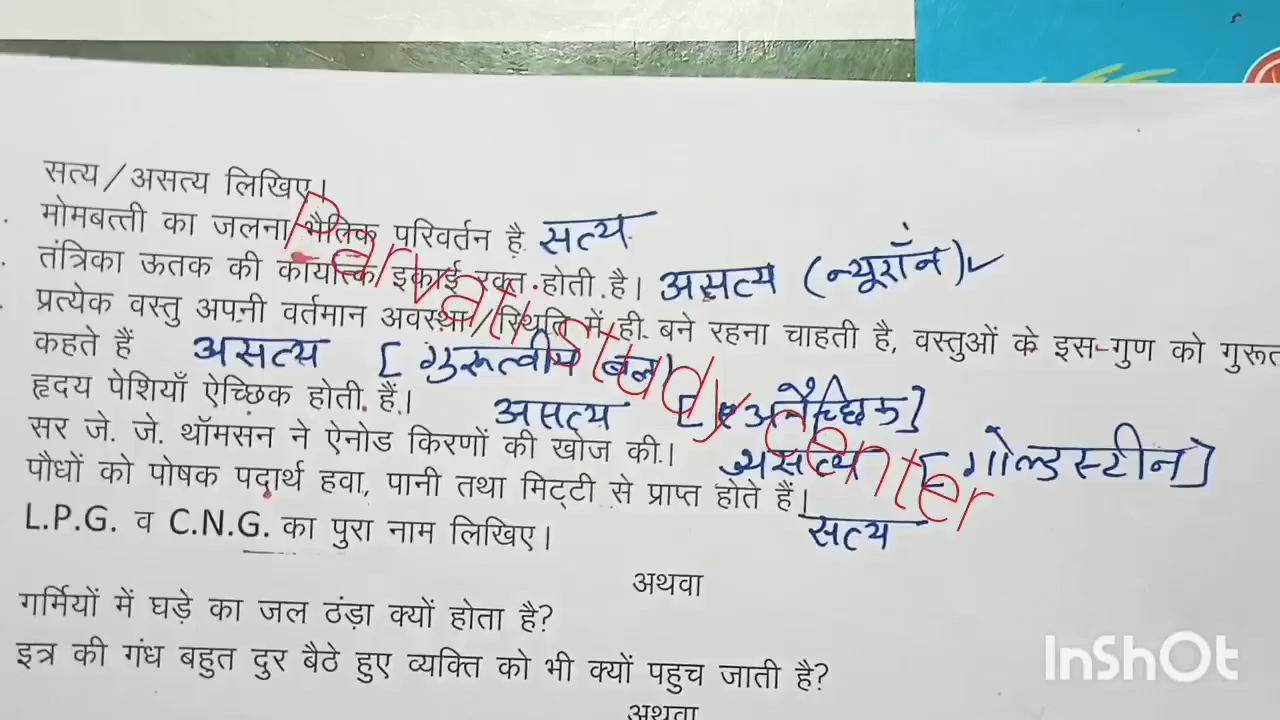 सत्य/असत्य लिखिए।
मोमबत्ती का जलना भौतिक परिवर्तन है सत्य
तंत्रिका ऊतक की कार्यात्क इकाई रक्त होती है। असत्य (न्यूरॉन)✓
प्रत्येक वस्तु अपनी वर्तमान अवस्था/स्थिति में ही बने रहना चाहती है, वस्तुओं के इस-गुण को
कहते हैं असत्य [गुरूत्वीय बल)
हृदय पेशियाँ ऐच्छिक होती हैं। असत्य [अनैच्छिक]
सर जे. जे. थॉमसन ने ऐनोड किरणों की खोज की। असत्य [गोल्डस्टीन]
पौधों को पोषक पदार्थ हवा, पानी तथा मिट्टी से प्राप्त होते हैं।
सत्य
L.P.G. व C.N.G. का पुरा नाम लिखिए।
अथवा
गर्मियों में घड़े का जल ठंड़ा क्यों होता है?
इत्र की गंध बहुत दुर बैठे हुए व्यक्ति को भी क्यों पहुच जाती है?
अथवा
Parvati Study Center
InShOt